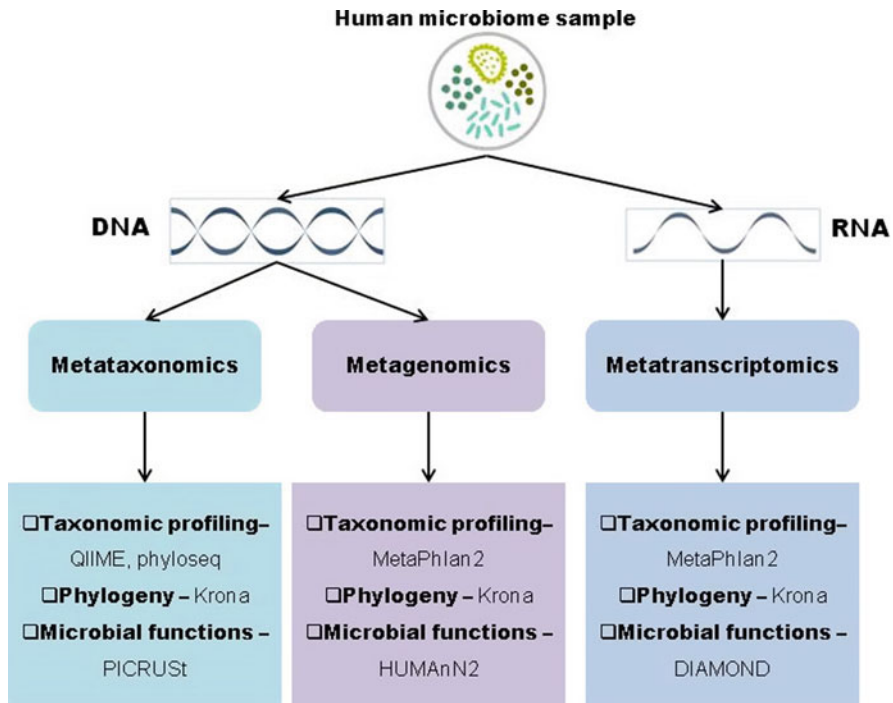 Human microbiome sample
DNA
RNA
Metataxonomics
Metagenomics
Metatranscriptomics
❑Taxonomic profiling–
QIIME, phyloseq
❑Phylogeny – Krona
❑Microbial functions –
PICRUSt
❑Taxonomic profiling–
MetaPhlan2
❑Phylogeny – Krona
❑Microbial functions –
HUMAnN2
❑Taxonomic profiling–
MetaPhlan2
❑Phylogeny – Krona
❑Microbial functions –
DIAMOND